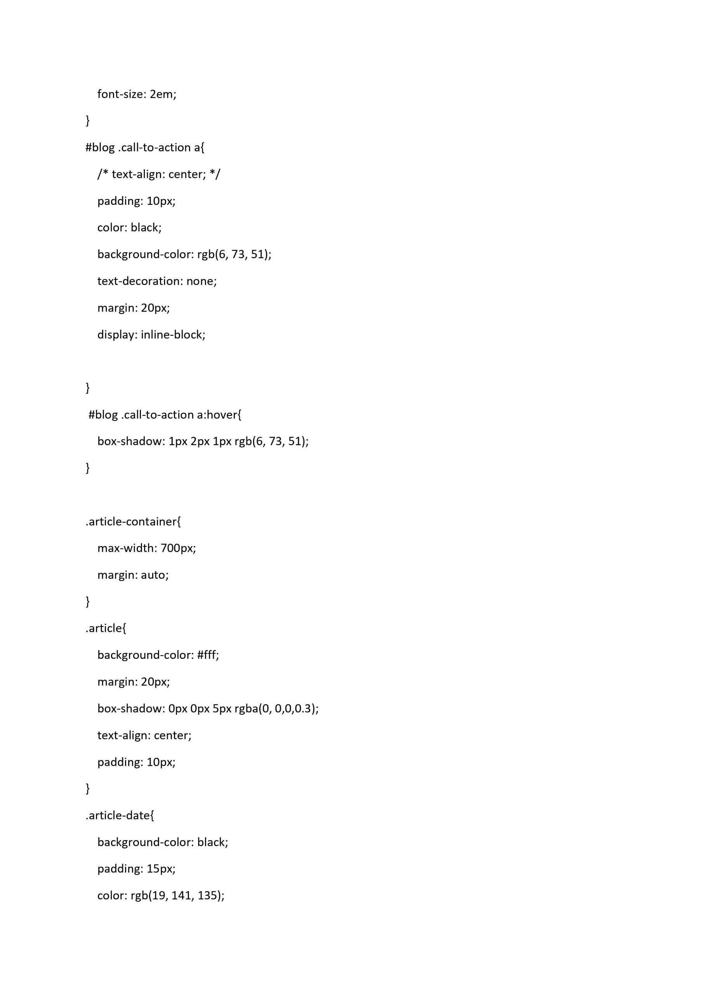 font-size: 2em;
}
#blog .call-to-action a{
/* text-align: center; */
padding: 10px;
color: black;
background-color: rgb(6, 73, 51);
text-decoration: none;
margin: 20px;
display: inline-block;
}
#blog .call-to-action a:hover{
box-shadow: 1px 2px 1px rgb(6, 73, 51);
}
.article-container{
max-width: 700px;
margin: auto;
}
.article{
background-color: #fff;
margin: 20px;
box-shadow: 0px 0px 5px rgba(0, 0,0,0.3);
text-align: center;
padding: 10px;
}
.article-date{
background-color: black;
padding: 15px;
color: rgb(19, 141, 135);